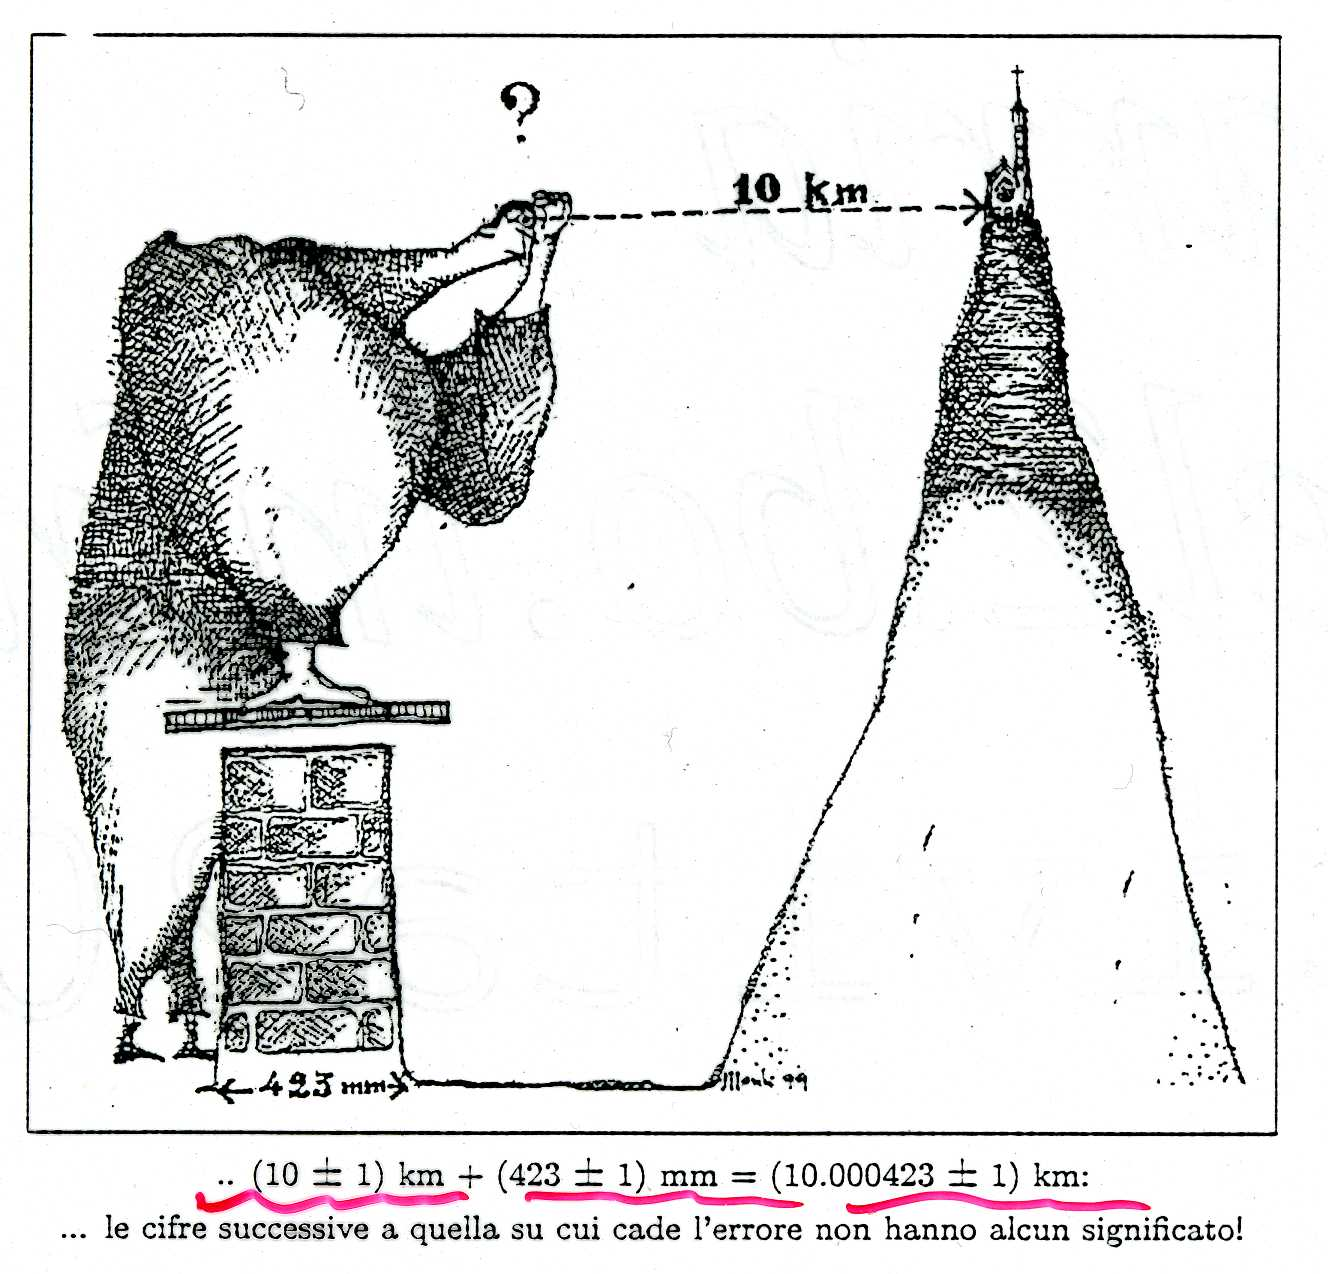 ?
10 km
423 mm
.. (10 ± 1) km + (423 ± 1) mm = (10.000423 ± 1) km:
... le cifre successive a quella su cui cade l'errore non hanno alcun significato!